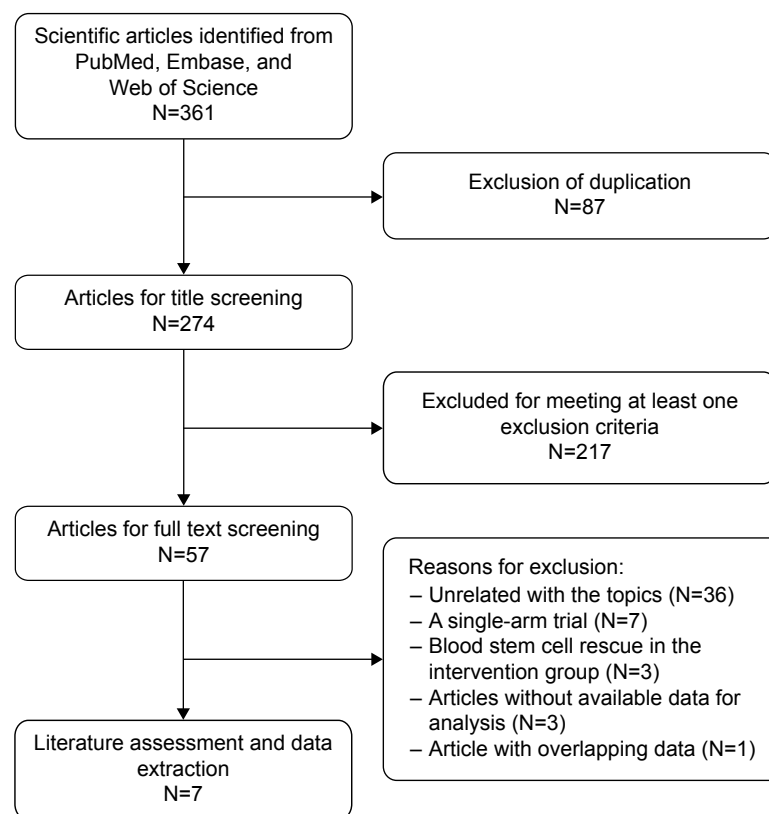 Scientific articles identified from
PubMed, Embase, and
Web of Science
N=361
Exclusion of duplication
N=87
Articles for title screening
N=274
Excluded for meeting at least one
exclusion criteria
N=217
Articles for full text screening
N=57
Reasons for exclusion:
– Unrelated with the topics (N=36)
– A single-arm trial (N=7)
– Blood stem cell rescue in the
intervention group (N=3)
– Articles without available data for
analysis (N=3)
– Article with overlapping data (N=1)
Literature assessment and data
extraction
N=7